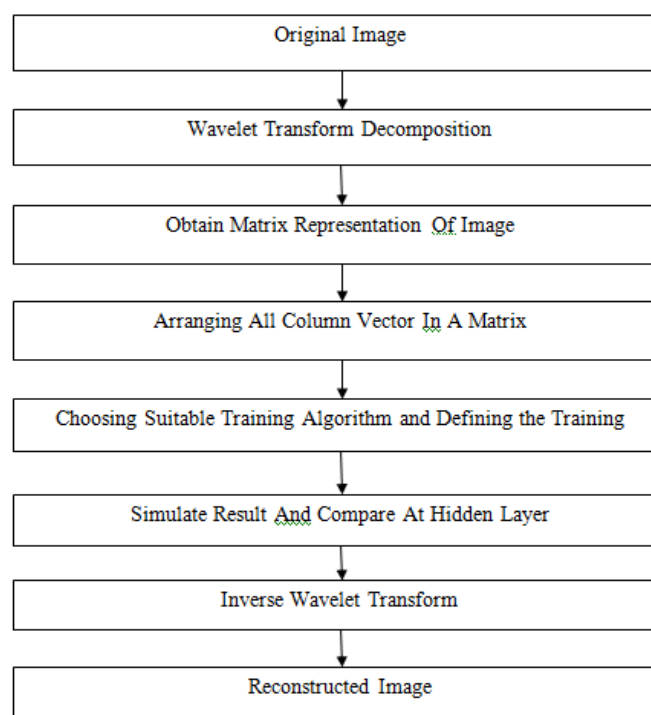 Original Image
Wavelet Transform Decomposition
Obtain Matrix Representation Of Image
Arranging All Column Vector In A Matrix
Choosing Suitable Training Algorithm and Defining the Training
Simulate Result And Compare At Hidden Layer
Inverse Wavelet Transform
Reconstructed Image